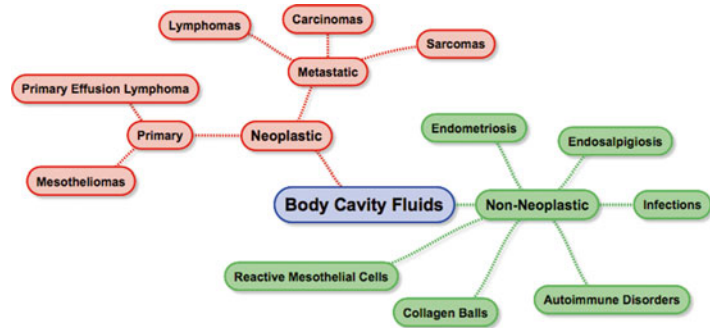 Carcinomas
Lymphomas
Sarcomas
Metastatic
Primary Effusion Lymphoma
Primary
Neoplastic
Mesotheliomas
Endometriosis
Endosalpigiosis
Body Cavity Fluids
Non-Neoplastic
Infections
Reactive Mesothelial Cells
Collagen Balls
Autoimmune Disorders